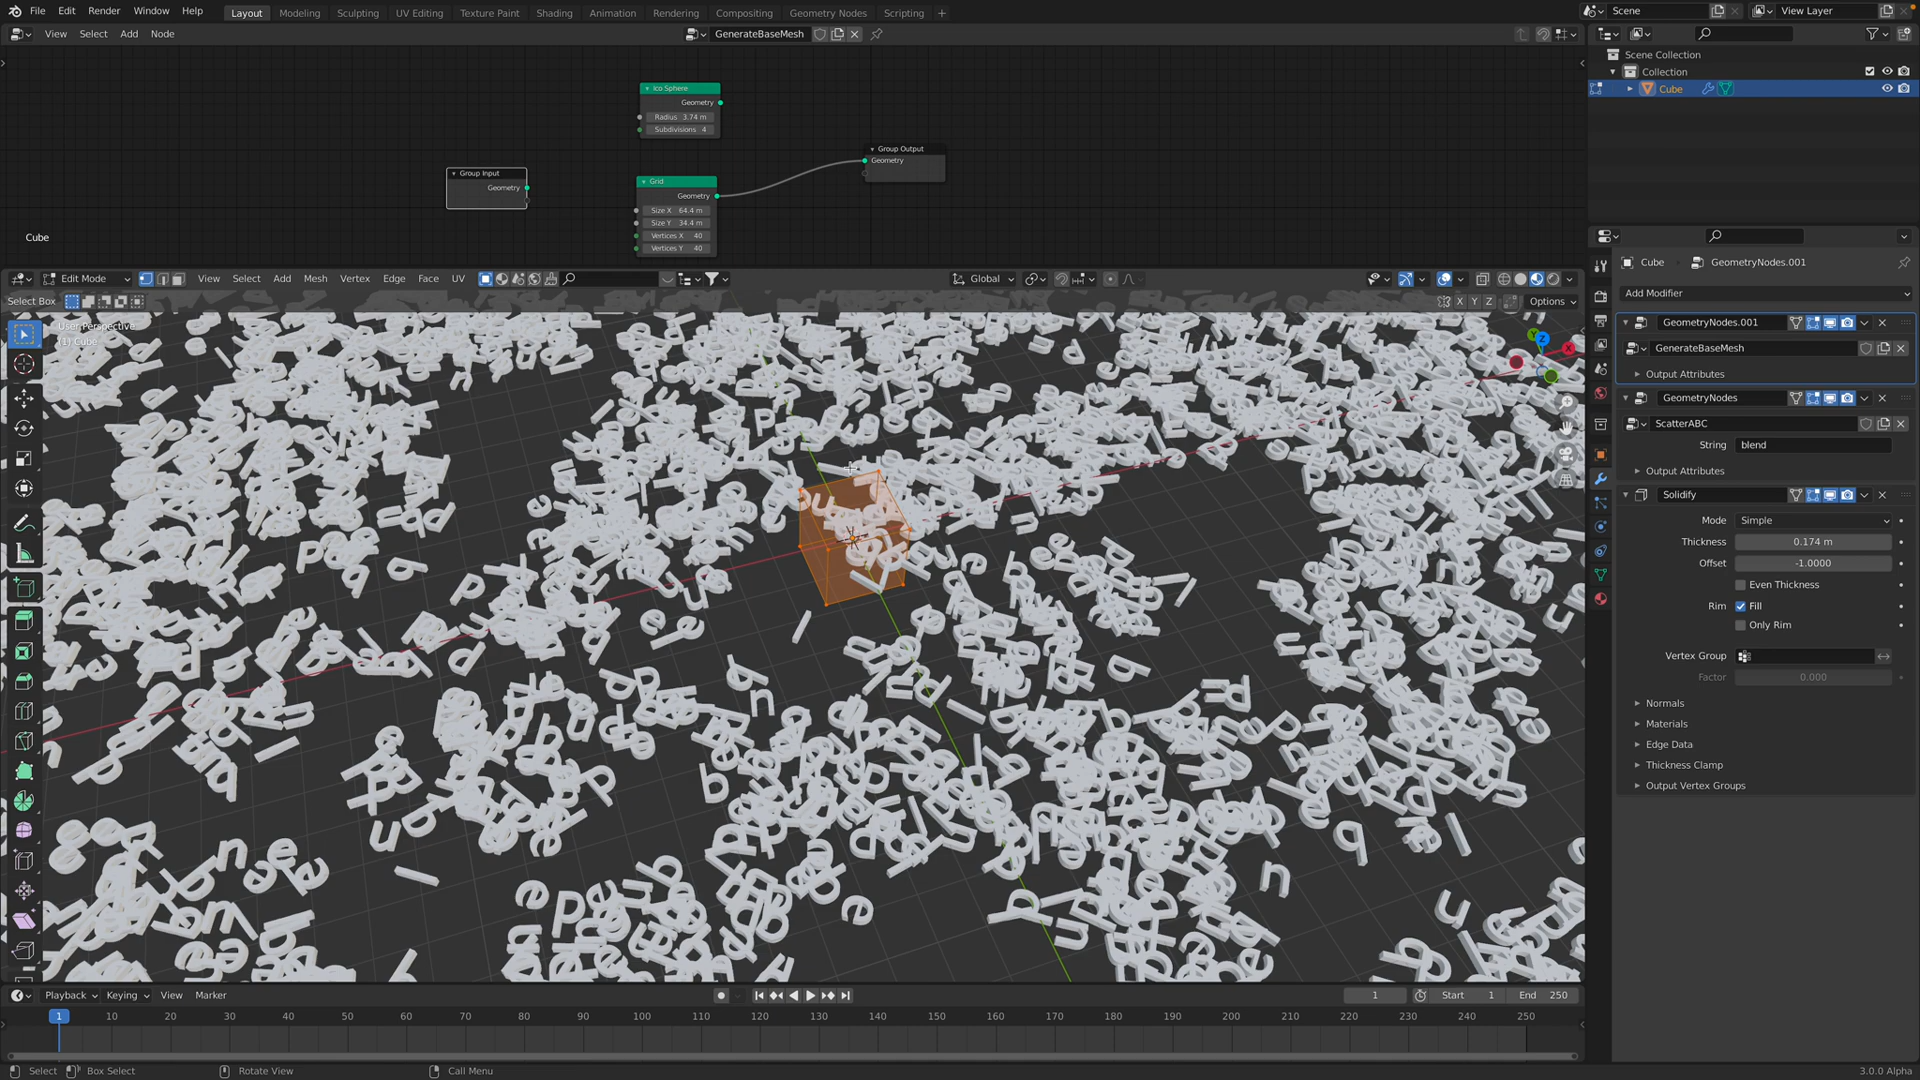 File Edit Render Window Help Layout Modeling Sculpting UV Editing Texture Paint Shading Animation Rendering Compositing Geometry Nodes Scripting + Scene View Layer
View Select Add Node GenerateBaseMesh
Scene Collection
Collection
Cube
Ico Sphere
Geometry
Radius 3.74 m
Subdivisions 4
Group Output
Geometry
Group Input
Geometry
Grid
Geometry
Size X 64.4 m
Size Y 34.4 m
Vertices X 40
Vertices Y 40
Cube
Edit Mode View Select Add Mesh Vertex Edge Face UV Global
Select Box X Y Z Options
User Perspective
(1) Cube
Z
X
Cube GeometryNodes.001
Add Modifier
GeometryNodes.001
GenerateBaseMesh
Output Attributes
GeometryNodes
ScatterABC
String blend
Output Attributes
Solidify
Mode Simple
Thickness 0.174 m
Offset -1.0000
Even Thickness
Rim Fill
Only Rim
Vertex Group
Factor 0.000
Normals
Materials
Edge Data
Thickness Clamp
Output Vertex Groups
Playback Keying View Marker 1 Start 1 End 250
1 10 20 30 40 50 60 70 80 90 100 110 120 130 140 150 160 170 180 190 200 210 220 230 240 250
Select Box Select Rotate View Call Menu 3.0.0 Alpha